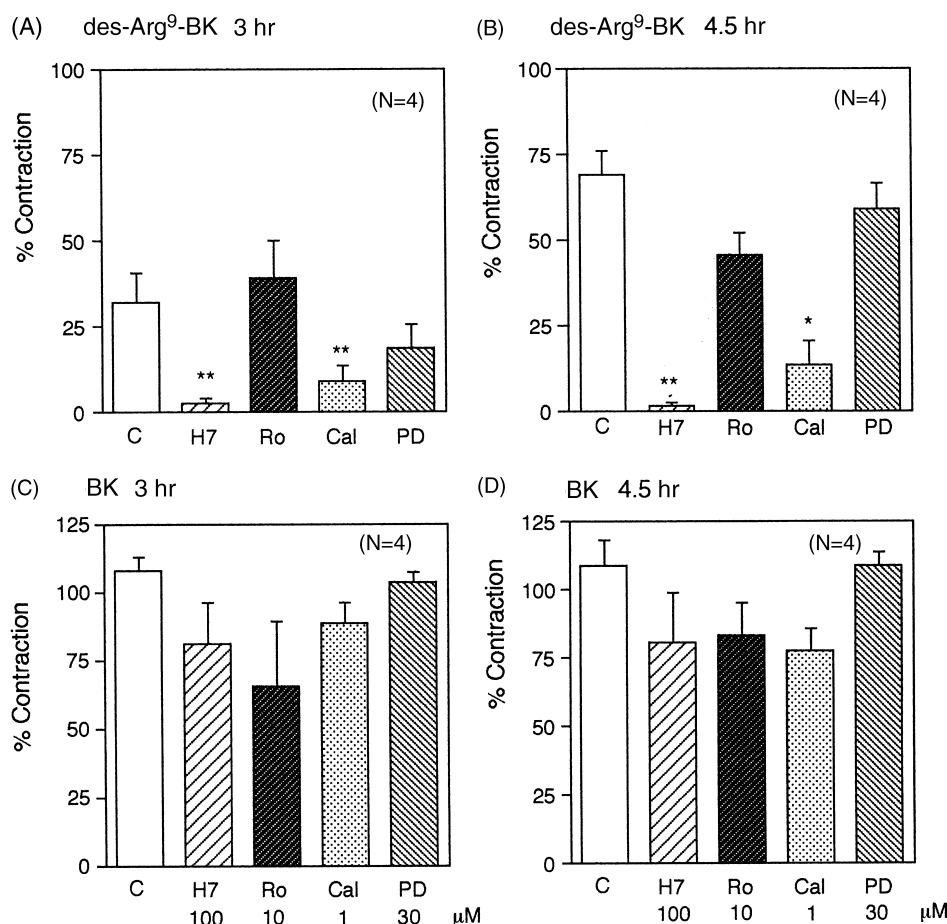 (A) des-Arg⁹-BK 3 hr
100
75
50
25
0
% Contraction
(N=4)
**
**
C H7 Ro Cal PD
(B) des-Arg⁹-BK 4.5 hr
100
75
50
25
0
% Contraction
(N=4)
**
*
C H7 Ro Cal PD
(C) BK 3 hr
125
100
75
50
25
0
% Contraction
(N=4)
C H7 Ro Cal PD
100 10 1 30 μM
(D) BK 4.5 hr
125
100
75
50
25
0
% Contraction
(N=4)
C H7 Ro Cal PD
100 10 1 30 μM